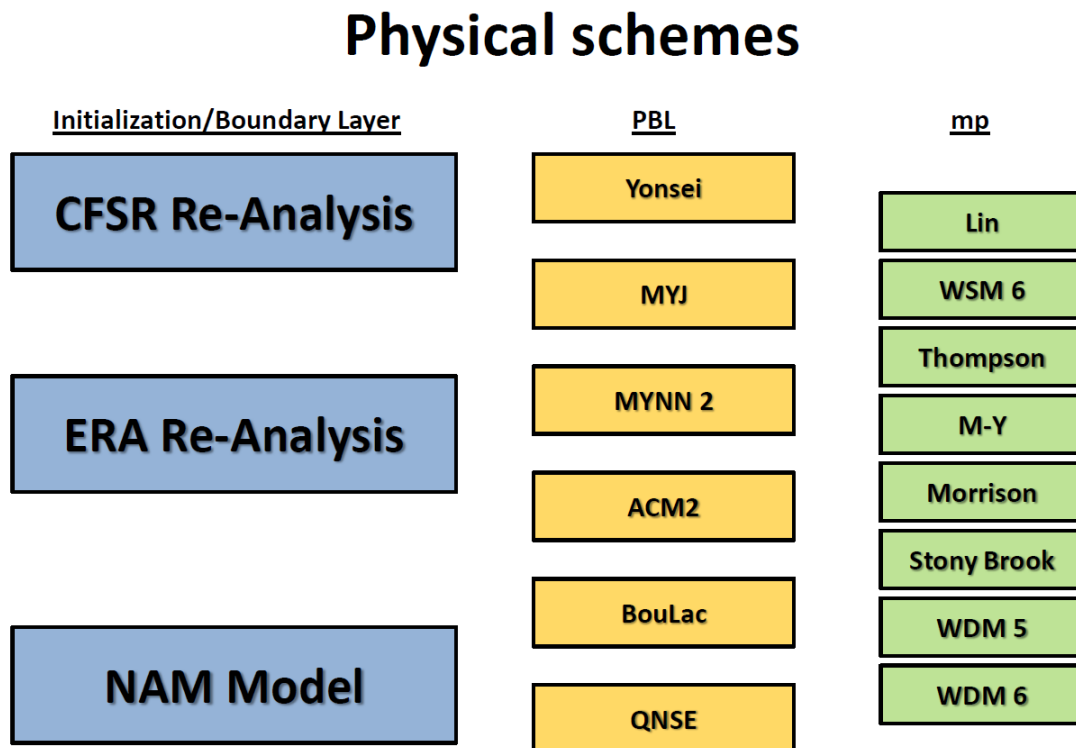 Physical schemes
Initialization/Boundary Layer
CFSR Re-Analysis
ERA Re-Analysis
NAM Model
PBL
Yonsei
MYJ
MYNN 2
ACM2
BouLac
QNSE
mp
Lin
WSM 6
Thompson
M-Y
Morrison
Stony Brook
WDM 5
WDM 6